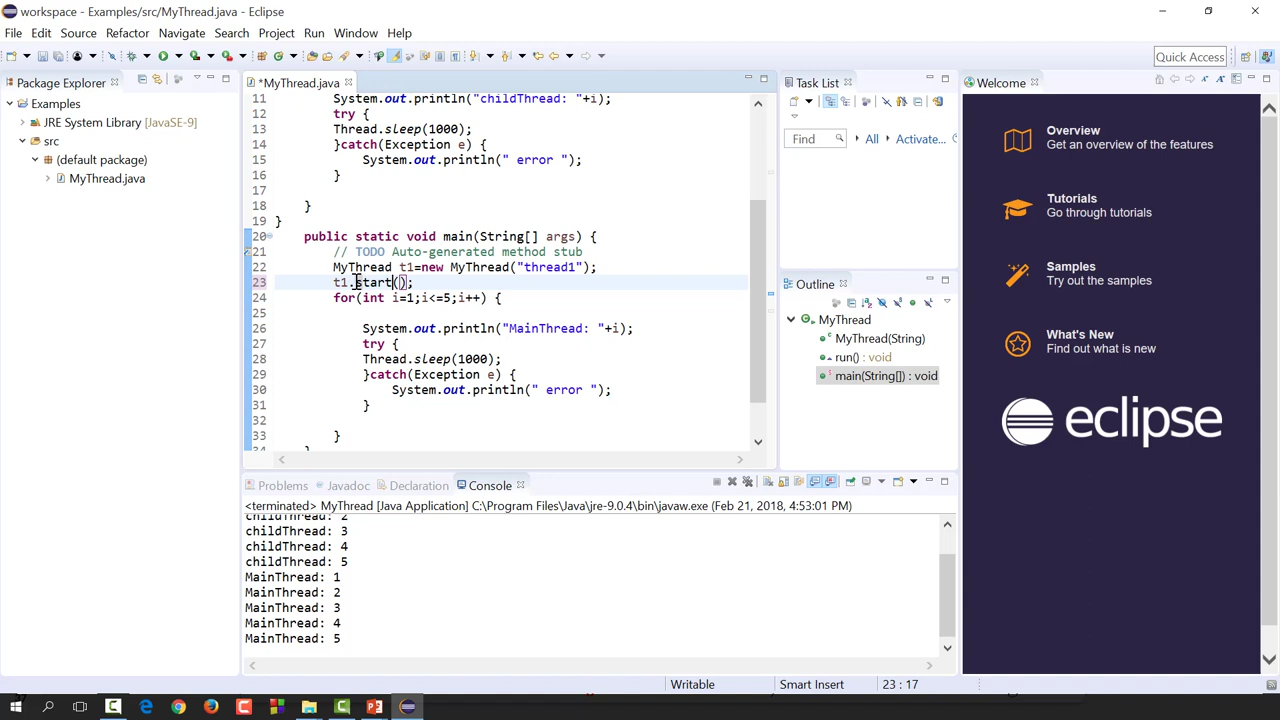 workspace - Examples/src/MyThread.java - Eclipse
File Edit Source Refactor Navigate Search Project Run Window Help
Quick Access
Package Explorer
Examples
JRE System Library [JavaSE-9]
src
(default package)
MyThread.java
*MyThread.java
11 System.out.println("childThread: "+i);
12 try {
13 Thread.sleep(1000);
14 }catch(Exception e) {
15 System.out.println(" error ");
16 }
17
18 }
19 }
20 public static void main(String[] args) {
21 // TODO Auto-generated method stub
22 MyThread t1=new MyThread("thread1");
23 t1.start();
24 for(int i=1;i<=5;i++) {
25
26 System.out.println("MainThread: "+i);
27 try {
28 Thread.sleep(1000);
29 }catch(Exception e) {
30 System.out.println(" error ");
31 }
32
33 }
34 }
Task List
Find All Activate...
Outline
MyThread
MyThread(String)
run() : void
main(String[]) : void
Welcome
Overview
Get an overview of the features
Tutorials
Go through tutorials
Samples
Try out the samples
What's New
Find out what is new
eclipse
Problems Javadoc Declaration Console
<terminated> MyThread [Java Application] C:\Program Files\Java\jre-9.0.4\bin\javaw.exe (Feb 21, 2018, 4:53:01 PM)
childThread: 2
childThread: 3
childThread: 4
childThread: 5
MainThread: 1
MainThread: 2
MainThread: 3
MainThread: 4
MainThread: 5
Writable Smart Insert 23 : 17